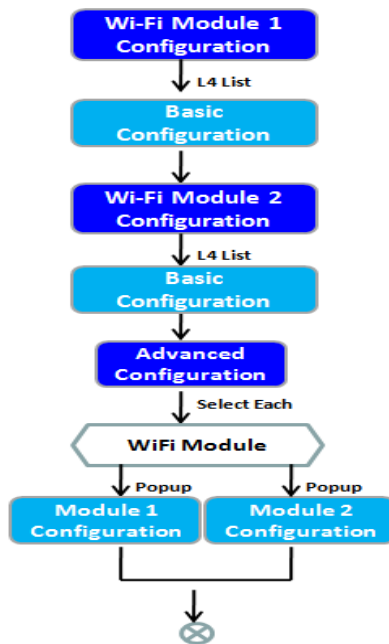 Wi-Fi Module 1
Configuration
L4 List
Basic
Configuration
Wi-Fi Module 2
Configuration
L4 List
Basic
Configuration
Advanced
Configuration
Select Each
WiFi Module
Popup
Popup
Module 1
Configuration
Module 2
Configuration